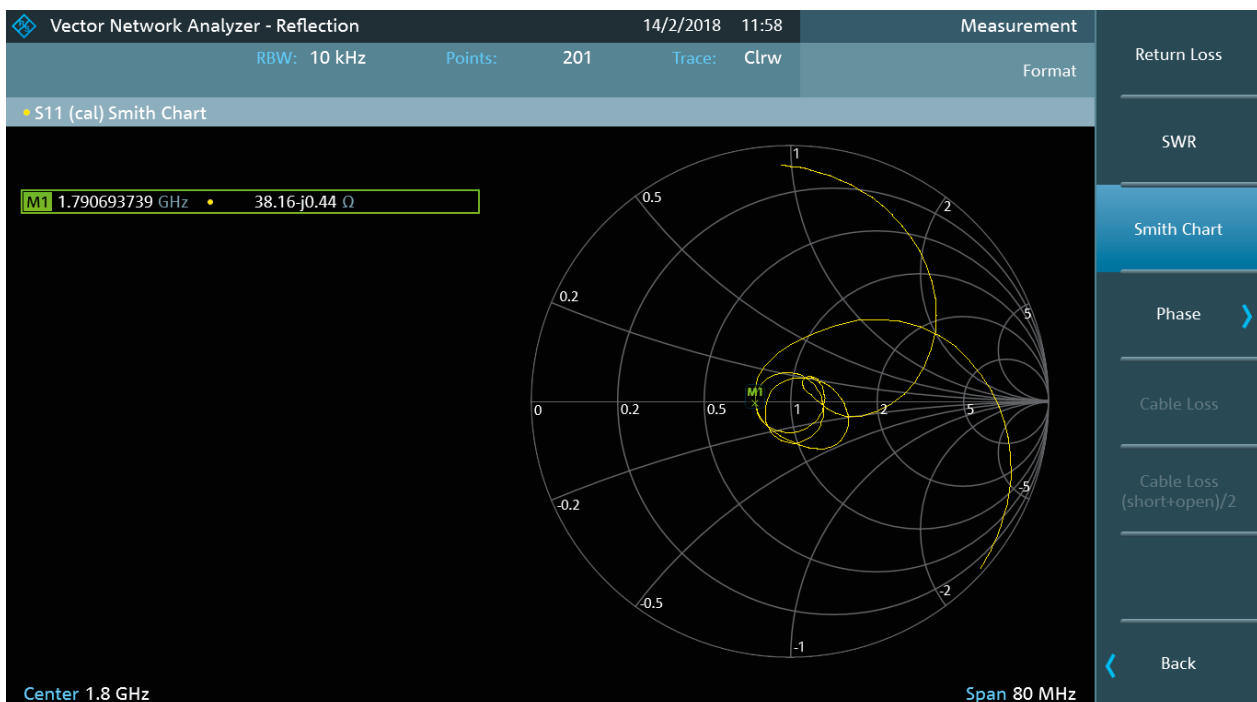 Vector Network Analyzer - Reflection 14/2/2018 11:58 Measurement
RBW: 10 kHz Points: 201 Trace: Clrw
Format
S11 (cal) Smith Chart
M1 1.790693739 GHz 38.16-j0.44 Ω
1
0.5
2
0.2
5
M1
0 0.2 0.5 1 2 5
-5
-0.2
-2
-0.5
-1
Center 1.8 GHz Span 80 MHz
Return Loss
SWR
Smith Chart
Phase
Cable Loss
Cable Loss
(short+open)/2
Back